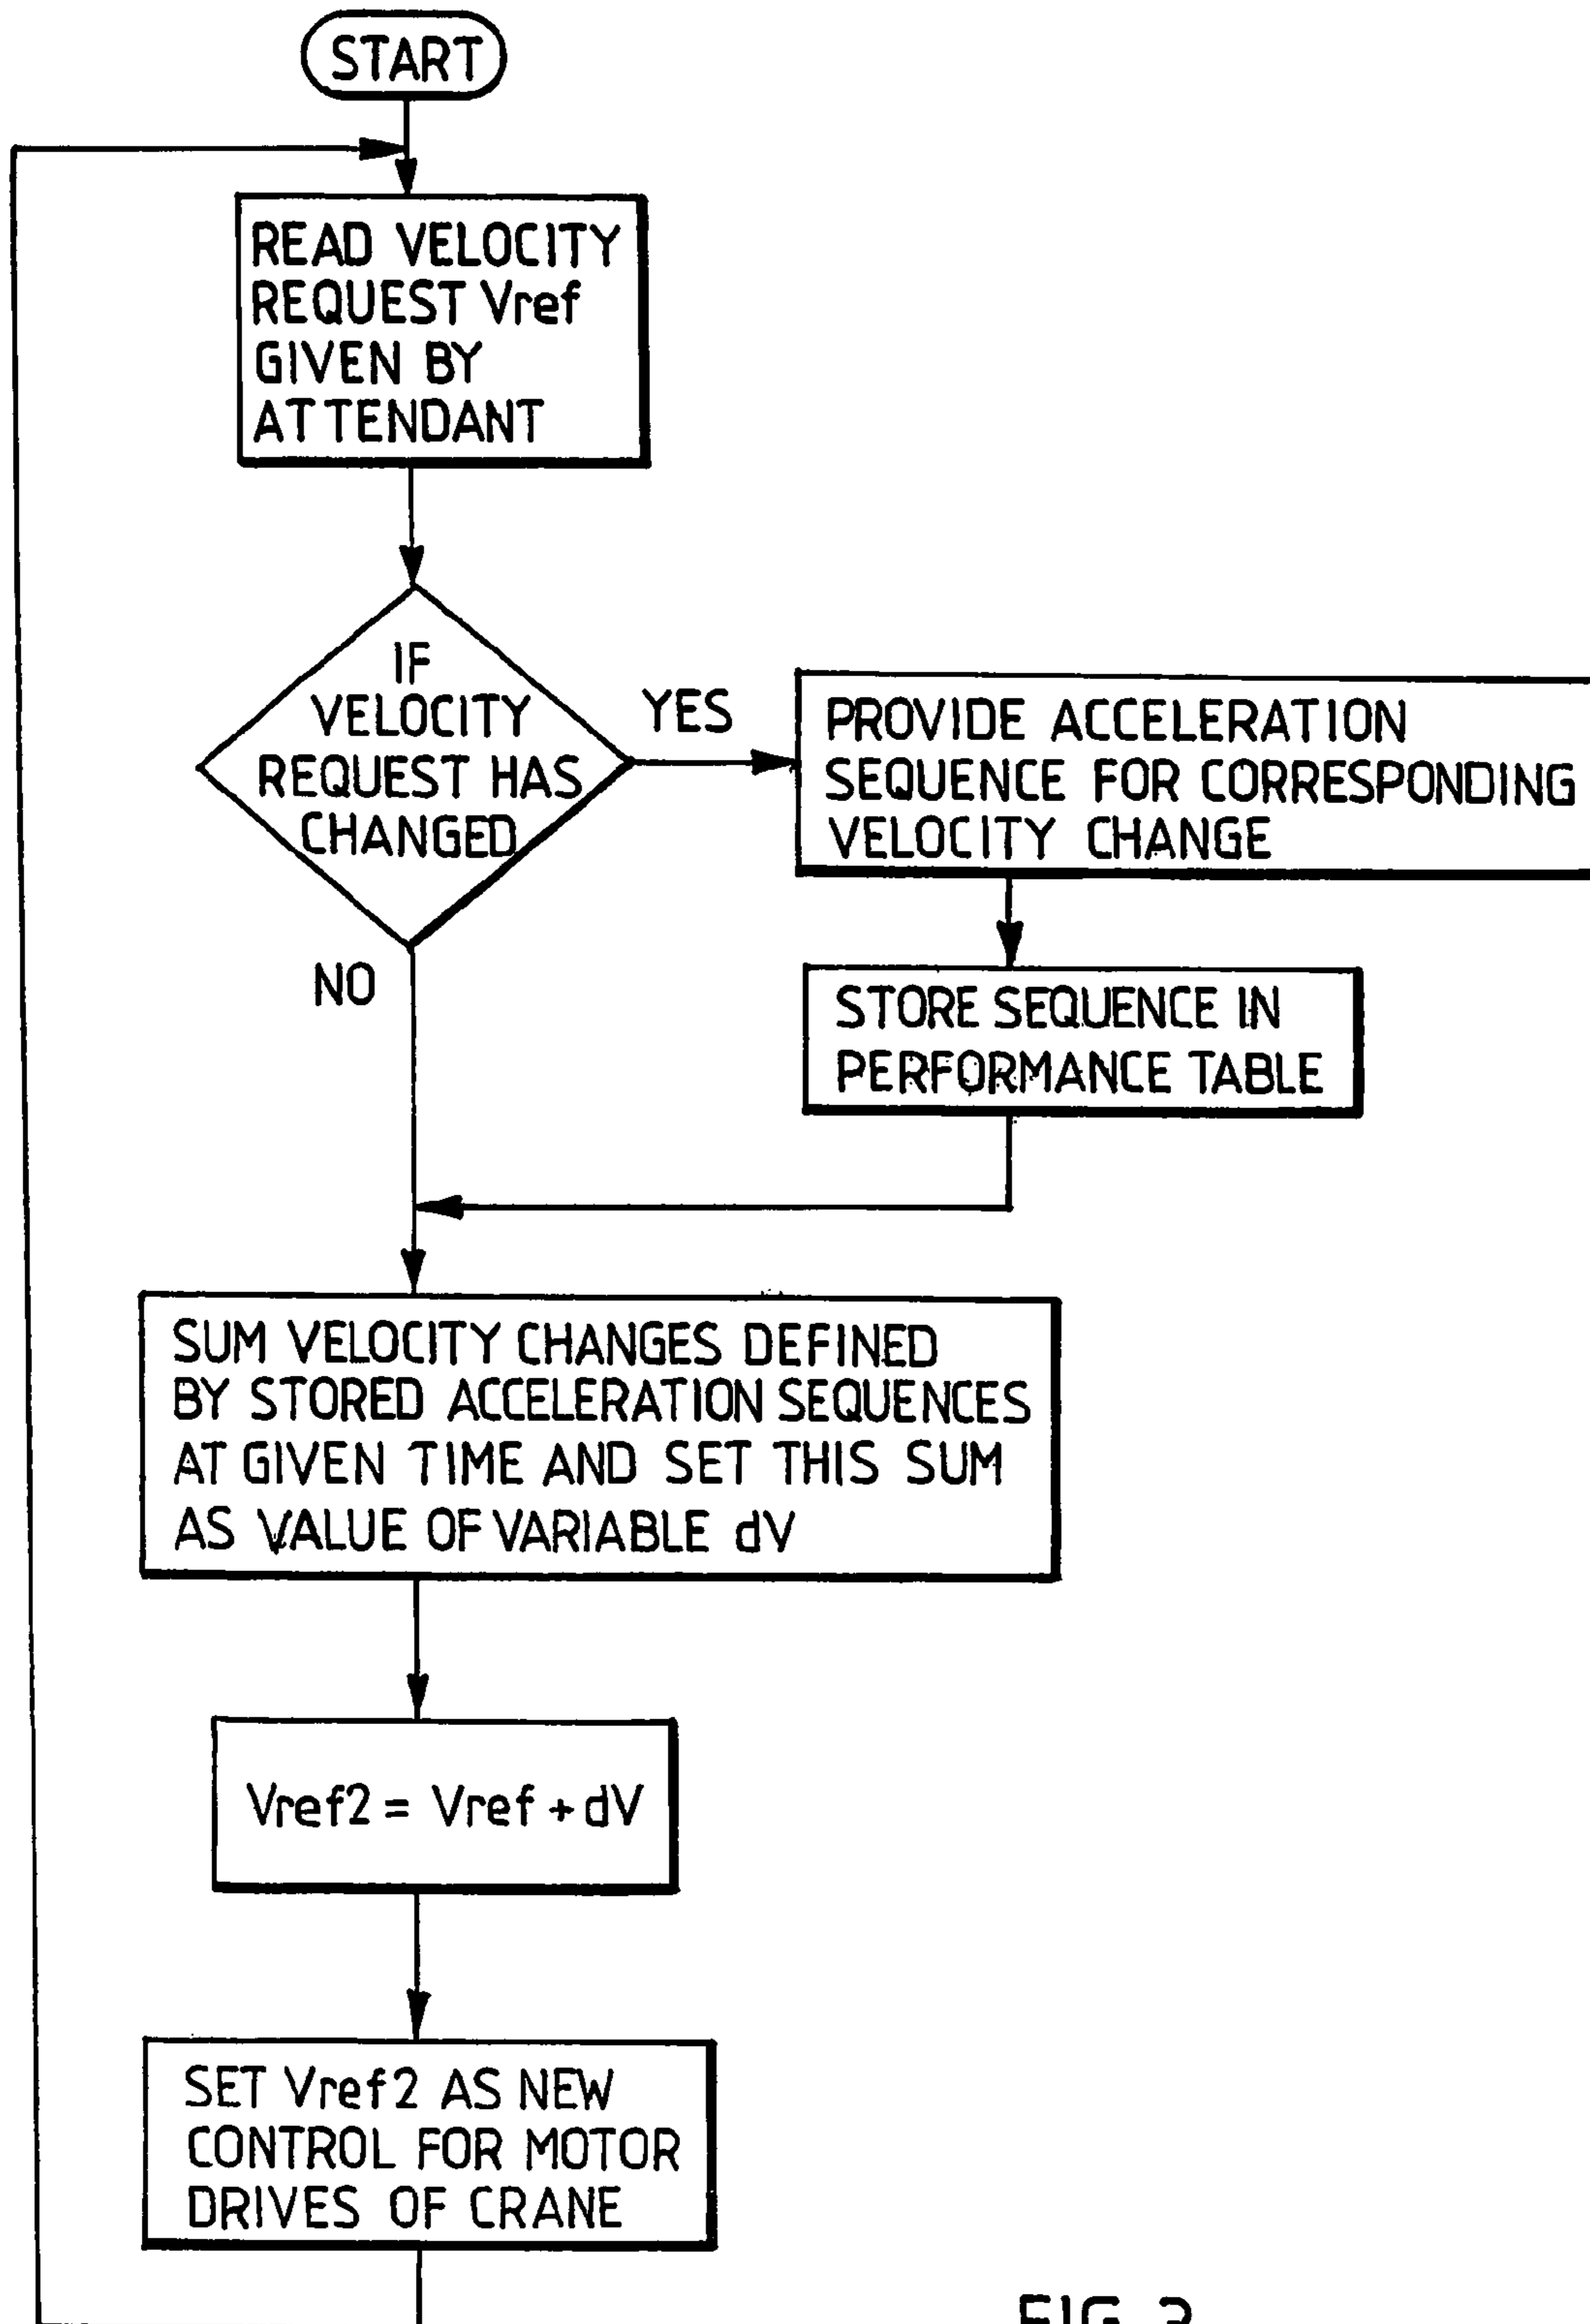 START
READ VELOCITY
REQUEST Vref
GIVEN BY
ATTENDANT
IF
VELOCITY
REQUEST HAS
CHANGED
YES
PROVIDE ACCELERATION
SEQUENCE FOR CORRESPONDING
VELOCITY CHANGE
NO
STORE SEQUENCE IN
PERFORMANCE TABLE
SUM VELOCITY CHANGES DEFINED
BY STORED ACCELERATION SEQUENCES
AT GIVEN TIME AND SET THIS SUM
AS VALUE OF VARIABLE dV
Vref2 = Vref + dV
SET Vref2 AS NEW
CONTROL FOR MOTOR
DRIVES OF CRANE